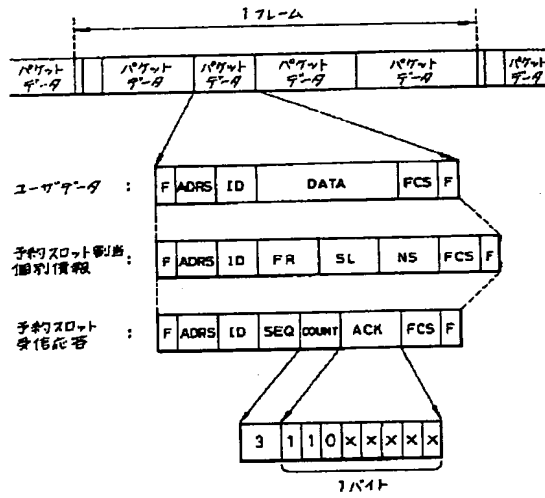 1フレーム
パケットデータ パケットデータ パケットデータ パケットデータ パケットデータ パケットデータ
ユーザデータ : F ADRS ID DATA FCS F
予約スロット割当個別情報 : F ADRS ID FR SL NS FCS F
予約スロット受信応答 : F ADRS ID SEQ COUNT ACK FCS F
3 1 1 0 × × × × ×
1バイト